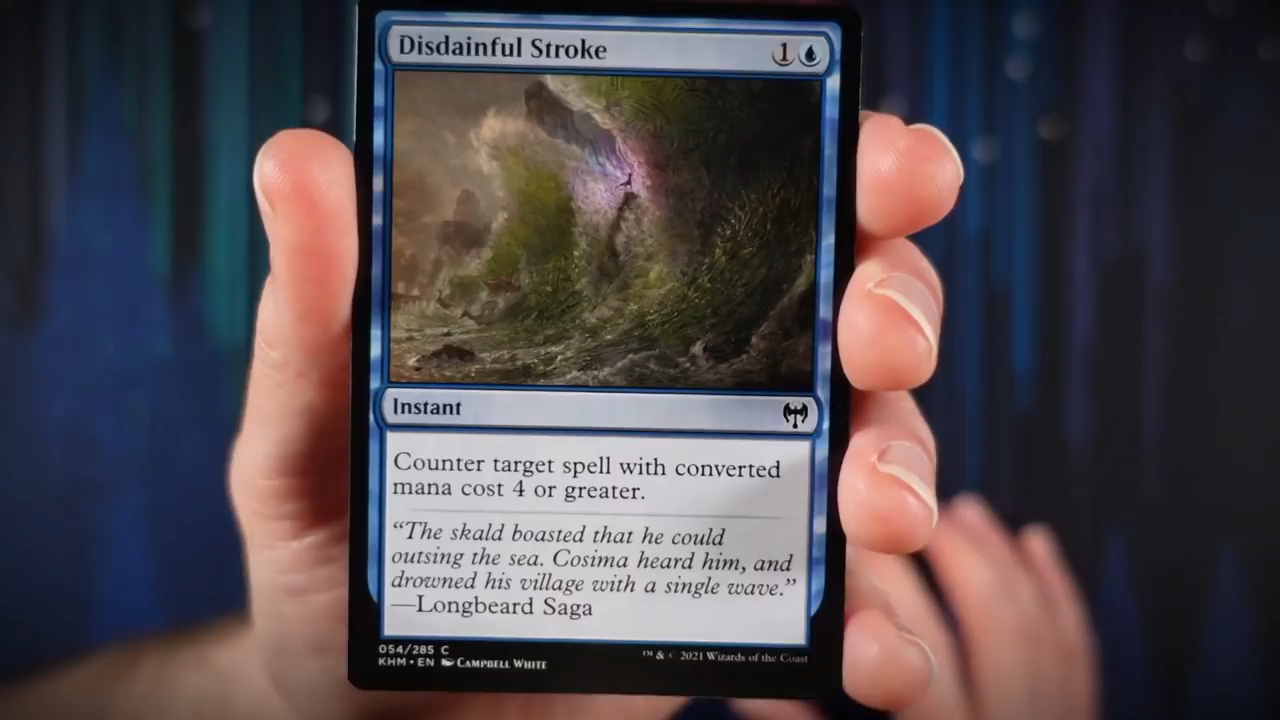 Disdainful Stroke 1
Instant
Counter target spell with converted
mana cost 4 or greater.
“The skald boasted that he could
outsing the sea. Cosima heard him, and
drowned his village with a single wave.”
—Longbeard Saga
054/285 C
KHM • EN Campbell White
™ & © 2021 Wizards of the Coast